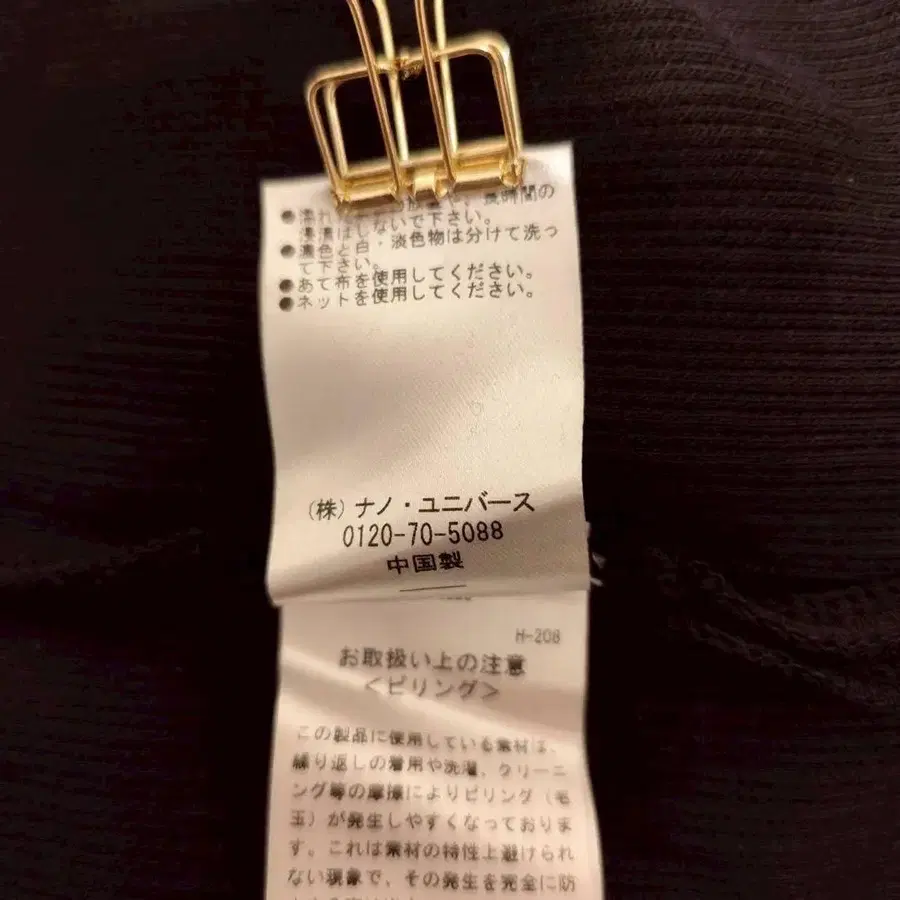 ●濡れ
長時間の
浸漬はしないで下さい。
●濃色と白・淡色物は分けて洗っ
て下さい。
●あて布を使用してください。
●ネットを使用してください。
(株)ナノ・ユニバース
0120-70-5088
中国製
H-208
お取扱い上の注意
<ピリング>
この製品に使用している素材は、
繰り返しの着用や洗濯、クリーニ
ング等の摩擦によりピリング(毛
玉)が発生しやすくなっておりま
す。これは素材の特性上避けられ
ない現象で、その発生を完全に防